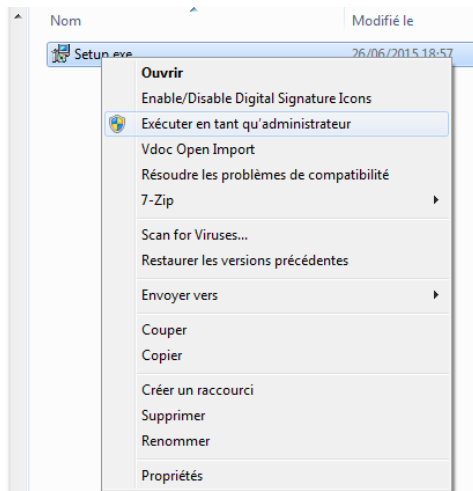 Nom Modifié le
Setup.exe 26/06/2015 18:57
Ouvrir
Enable/Disable Digital Signature Icons
Exécuter en tant qu'administrateur
Vdoc Open Import
Résoudre les problèmes de compatibilité
7-Zip
Scan for Viruses...
Restaurer les versions précédentes
Envoyer vers
Couper
Copier
Créer un raccourci
Supprimer
Renommer
Propriétés